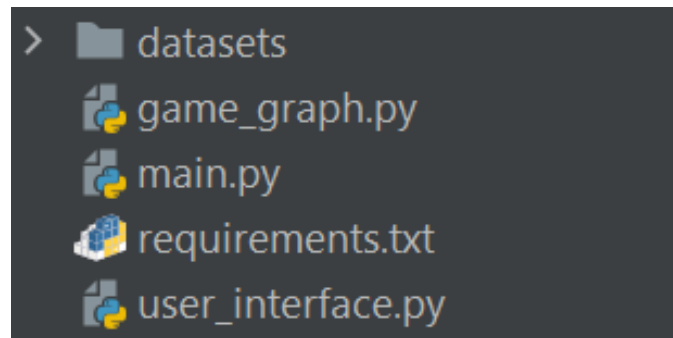 datasets
game_graph.py
main.py
requirements.txt
user_interface.py